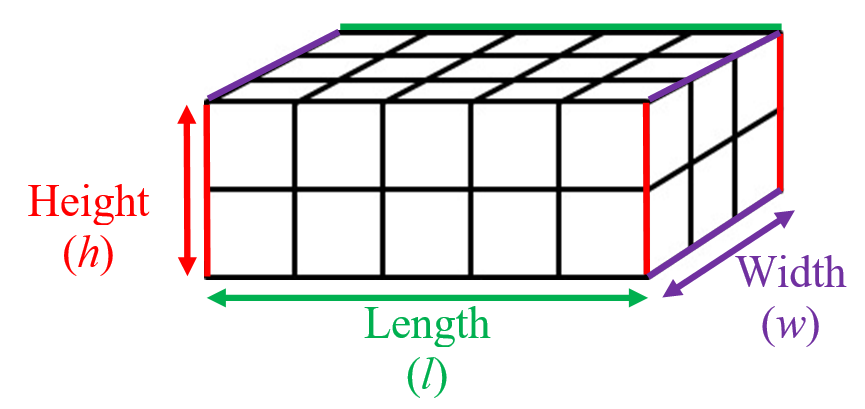 Height
(h)
Length
(l)
Width
(w)